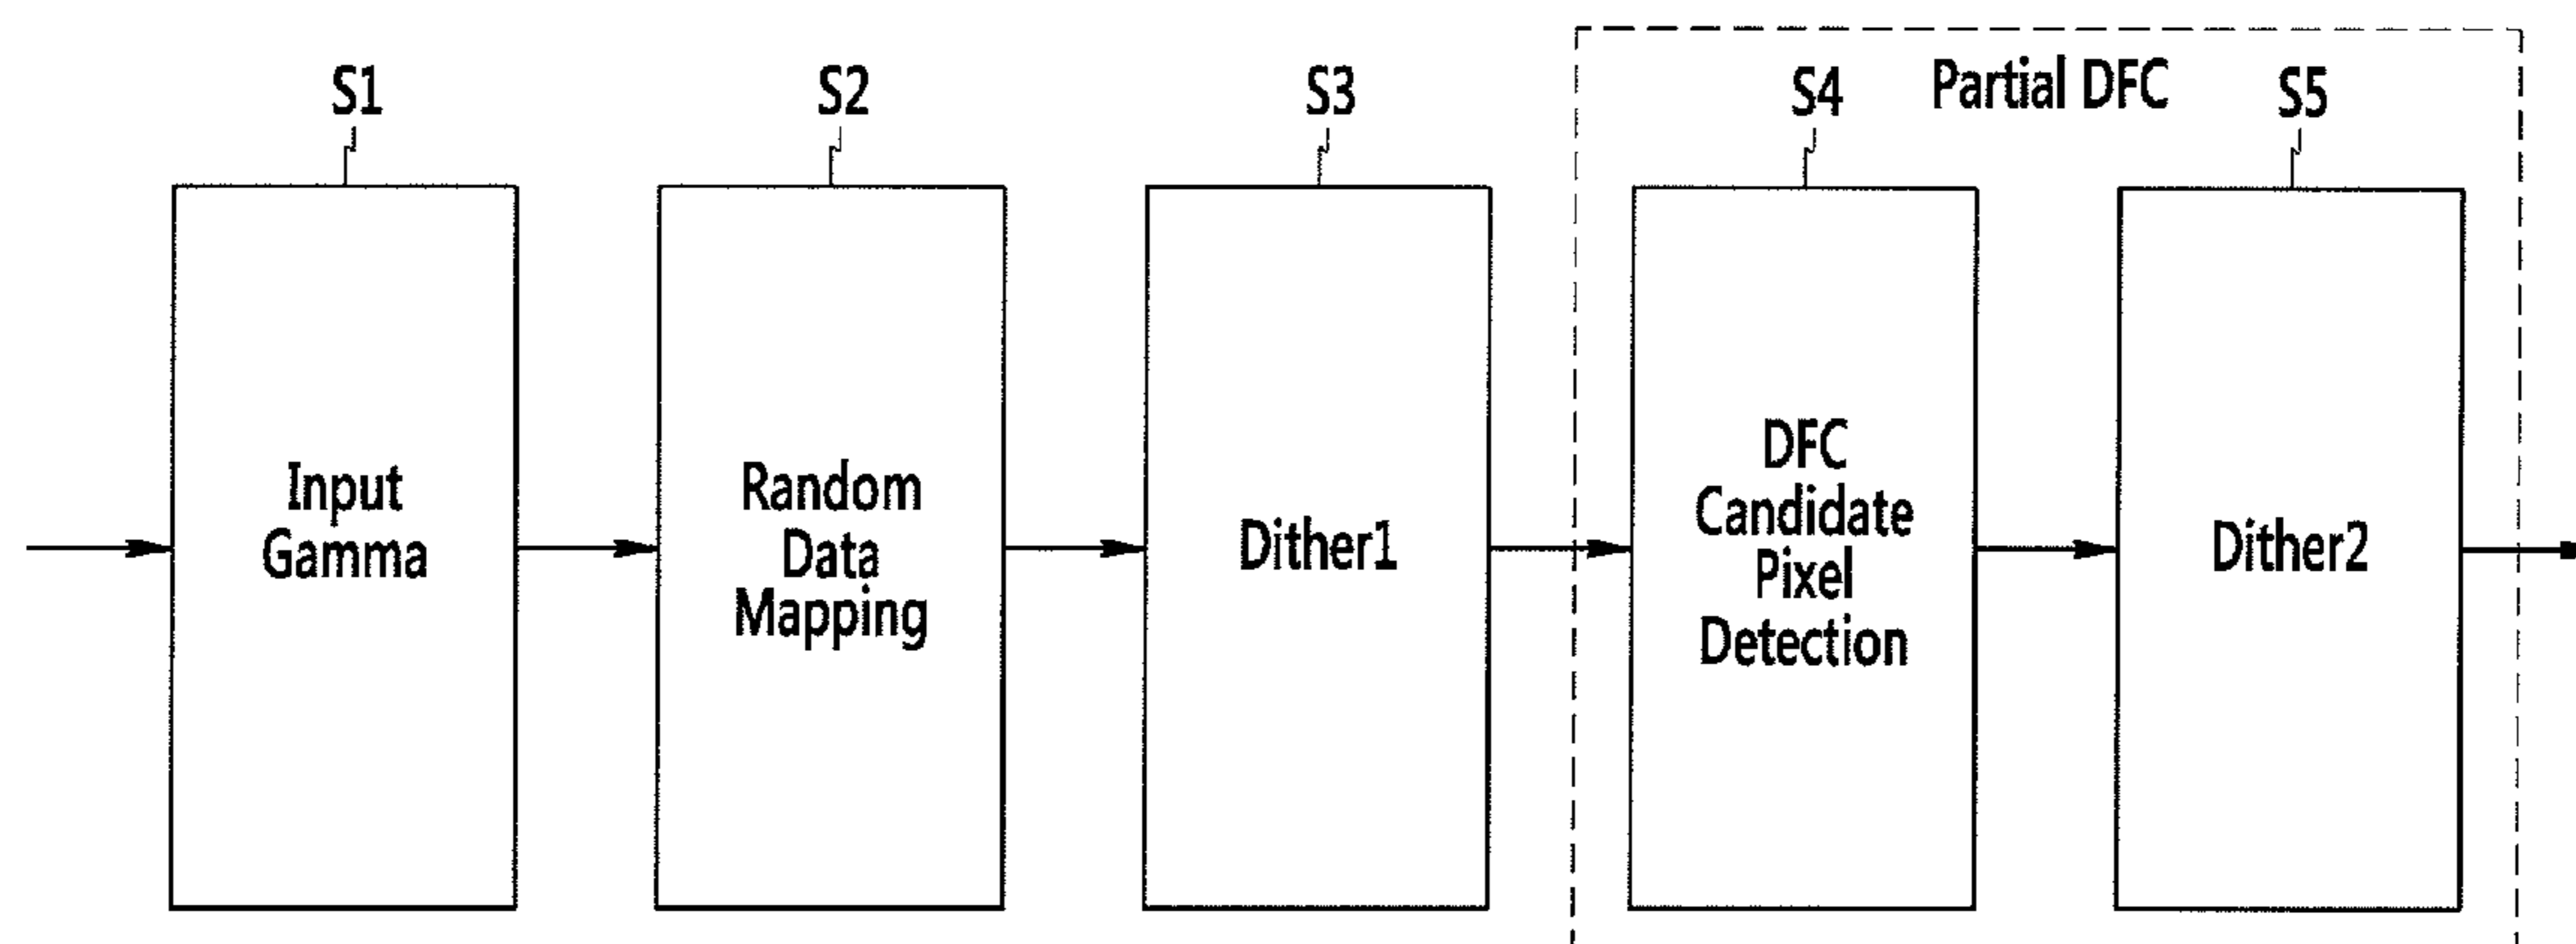 S1
S2
S3
S4
Partial DFC
S5
Input
Gamma
Random
Data
Mapping
Dither1
DFC
Candidate
Pixel
Detection
Dither2